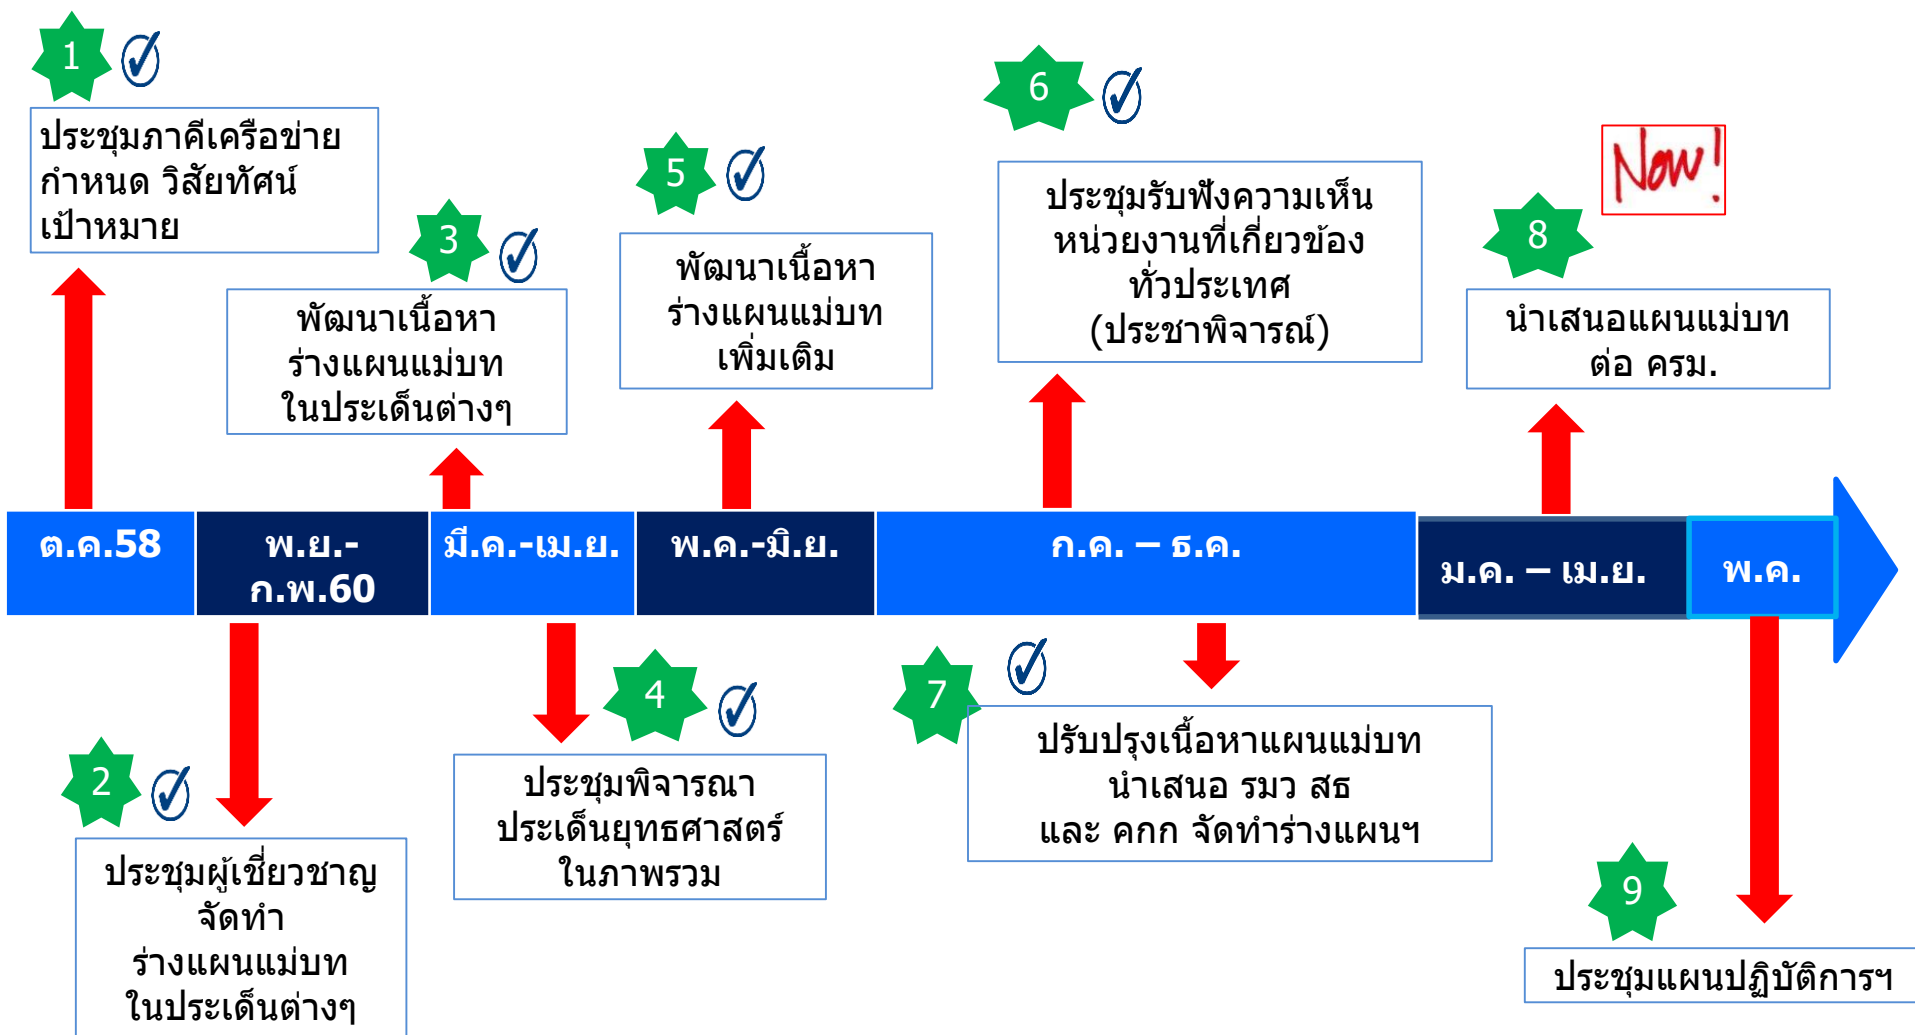 1
ประชุมภาคีเครือข่าย
กำหนด วิสัยทัศน์
เป้าหมาย
3
พัฒนาเนื้อหา
ร่างแผนแม่บท
ในประเด็นต่างๆ
5
พัฒนาเนื้อหา
ร่างแผนแม่บท
เพิ่มเติม
6
ประชุมรับฟังความเห็น
หน่วยงานที่เกี่ยวข้อง
ทั่วประเทศ
(ประชาพิจารณ์)
Now!
8
นำเสนอแผนแม่บท
ต่อ ครม.
ต.ค.58
พ.ย.-
ก.พ.60
มี.ค.-เม.ย.
พ.ค.-มิ.ย.
ก.ค. – ธ.ค.
ม.ค. – เม.ย.
พ.ค.
2
ประชุมผู้เชี่ยวชาญ
จัดทำ
ร่างแผนแม่บท
ในประเด็นต่างๆ
4
ประชุมพิจารณา
ประเด็นยุทธศาสตร์
ในภาพรวม
7
ปรับปรุงเนื้อหาแผนแม่บท
นำเสนอ รมว สธ
และ คกก จัดทำร่างแผนฯ
9
ประชุมแผนปฏิบัติการฯ